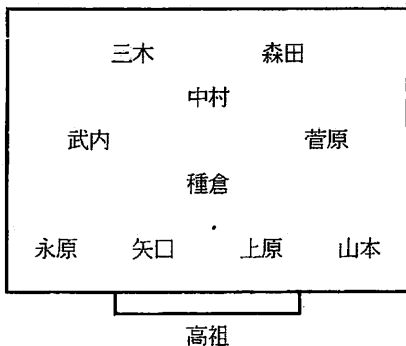 三木 森田
中村
武内 菅原
種倉
永原 矢口 上原 山本
高祖